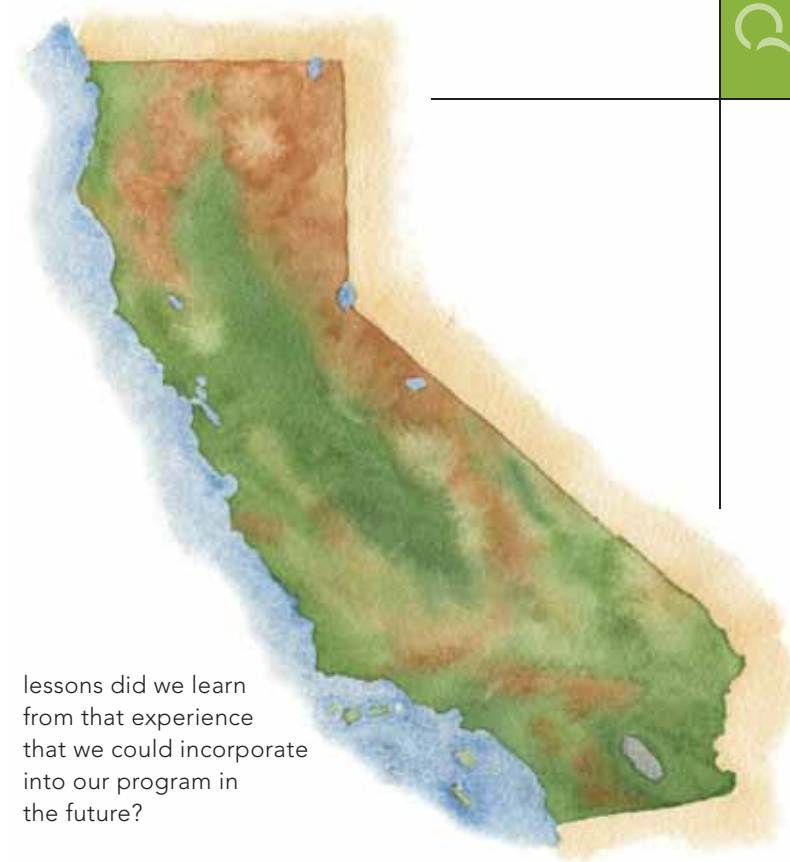 lessons did we learn
from that experience
that we could incorporate
into our program in
the future?